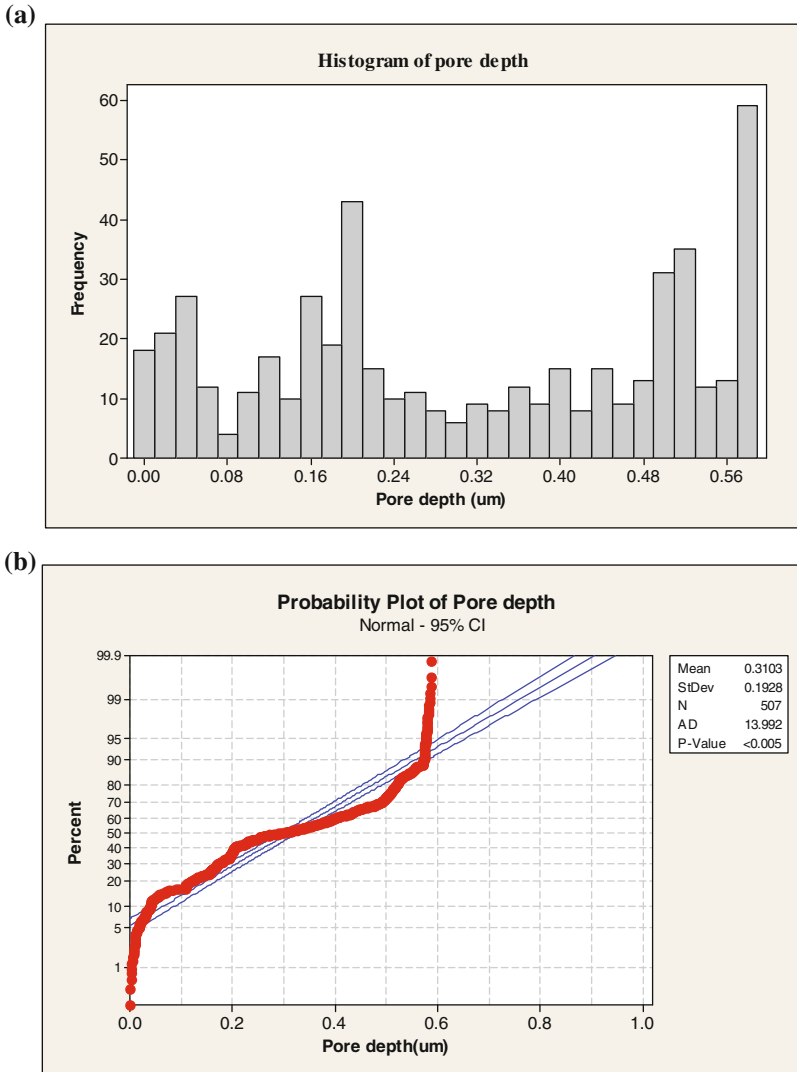 (a)
Histogram of pore depth
60
50
40
30
20
10
0
Frequency
0.00 0.08 0.16 0.24 0.32 0.40 0.48 0.56
Pore depth (um)
(b)
Probability Plot of Pore depth
Normal - 95% CI
99.9
99
95
90
80
70
60
50
40
30
20
10
5
1
Percent
0.0 0.2 0.4 0.6 0.8 1.0
Pore depth(um)
Mean 0.3103
StDev 0.1928
N 507
AD 13.992
P-Value <0.005